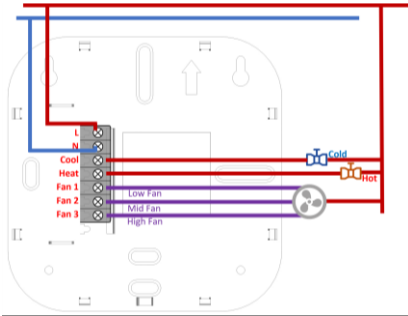 L
N
Cool
Cold
Heat
Hot
Fan 1
Low Fan
Fan 2
Mid Fan
Fan 3
High Fan